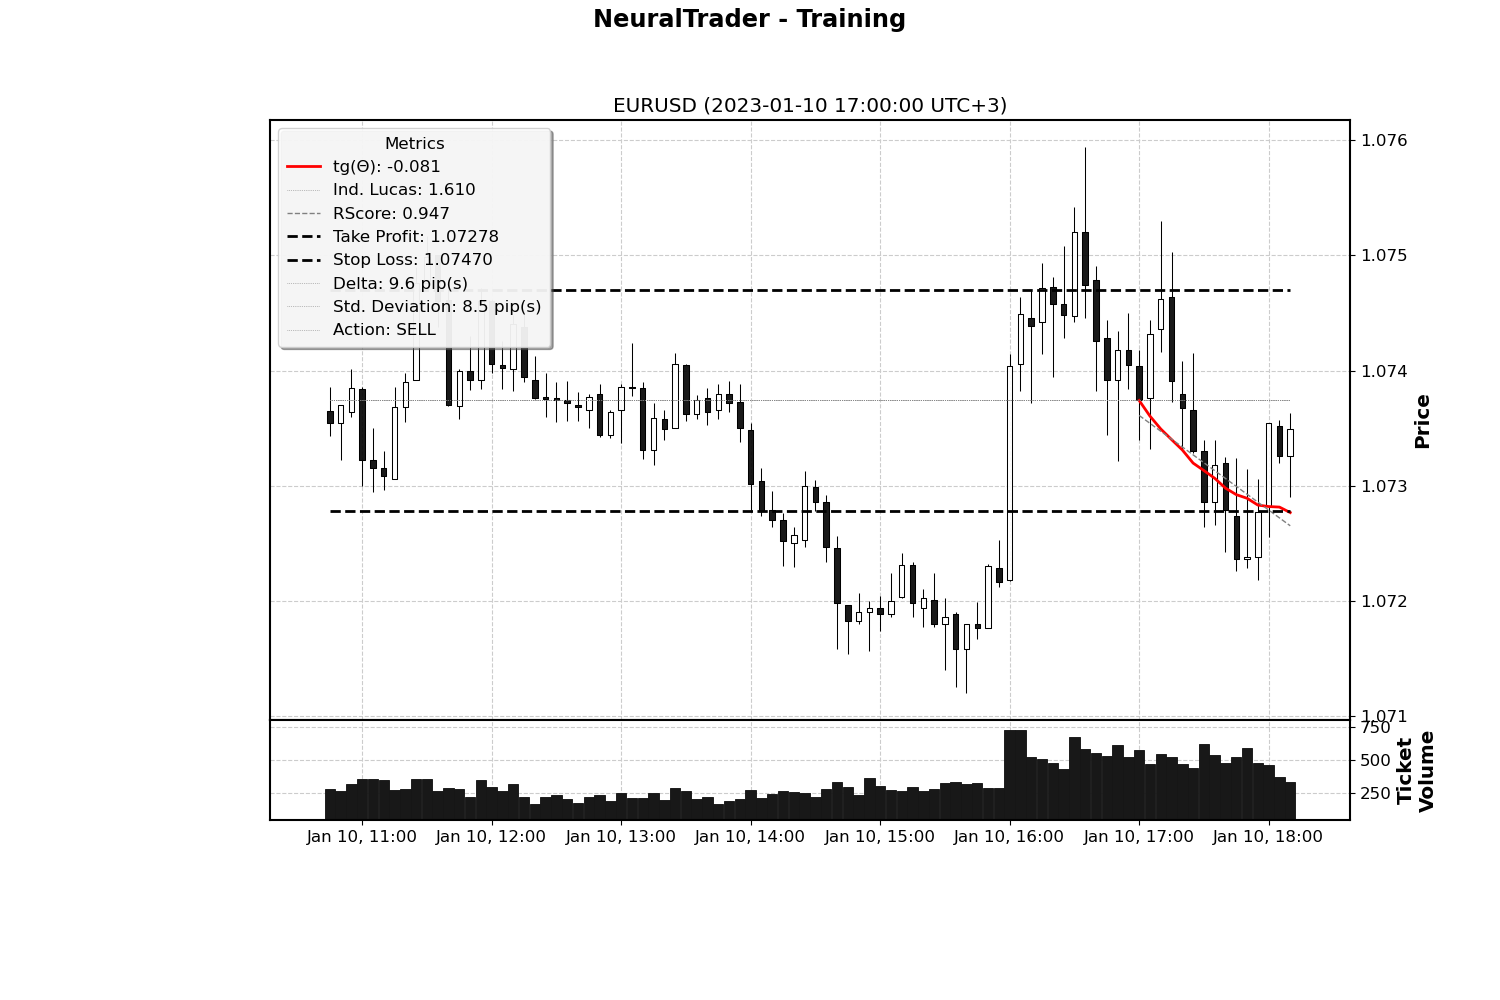 NeuralTrader - Training
EURUSD (2023-01-10 17:00:00 UTC+3)
Metrics
tg(Θ): -0.081
Ind. Lucas: 1.610
RScore: 0.947
Take Profit: 1.07278
Stop Loss: 1.07470
Delta: 9.6 pip(s)
Std. Deviation: 8.5 pip(s)
Action: SELL
1.076
1.075
1.074
1.073
1.072
1.071
Price
750
500
250
Ticket
Volume
Jan 10, 11:00
Jan 10, 12:00
Jan 10, 13:00
Jan 10, 14:00
Jan 10, 15:00
Jan 10, 16:00
Jan 10, 17:00
Jan 10, 18:00